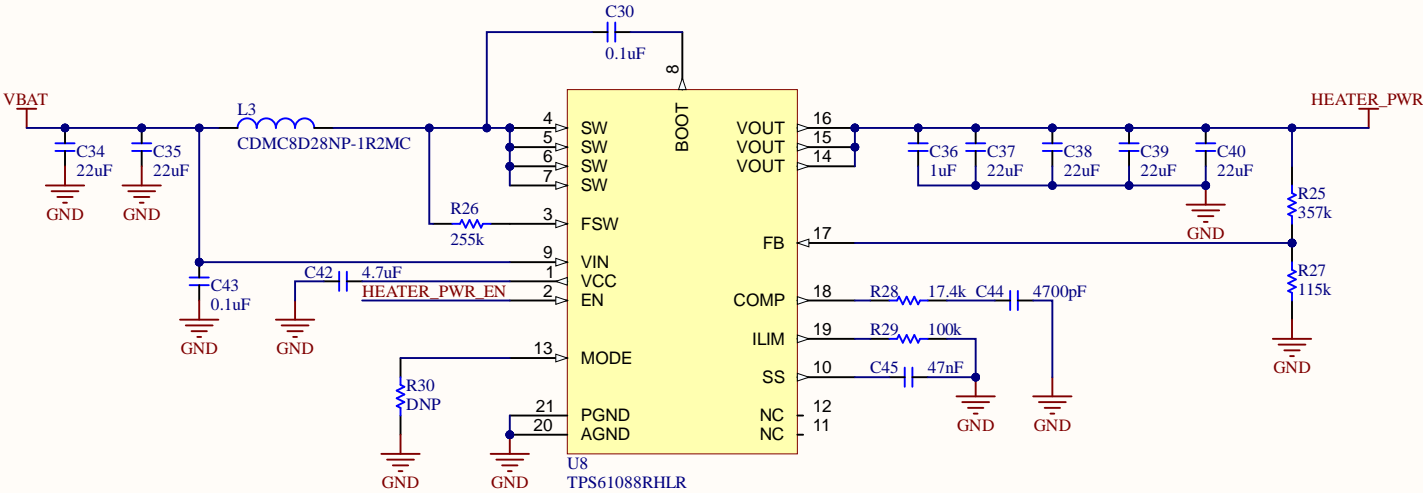 C30
0.1uF
8
BOOT
VBAT
L3
CDMC8D28NP-1R2MC
HEATER_PWR
C34
22uF
GND
C35
22uF
GND
4
SW
5
SW
6
SW
7
SW
16
VOUT
15
VOUT
14
VOUT
C36
1uF
C37
22uF
C38
22uF
C39
22uF
C40
22uF
GND
R25
357k
R26
255k
3
FSW
17
FB
9
VIN
C42
4.7uF
1
VCC
HEATER_PWR_EN
2
EN
C43
0.1uF
GND
GND
R27
115k
GND
18
COMP
R28
17.4k
C44
4700pF
19
ILIM
R29
100k
13
MODE
10
SS
C45
47nF
R30
DNP
GND
GND
GND
21
PGND
20
AGND
GND
12
NC
11
NC
U8
TPS61088RHLR